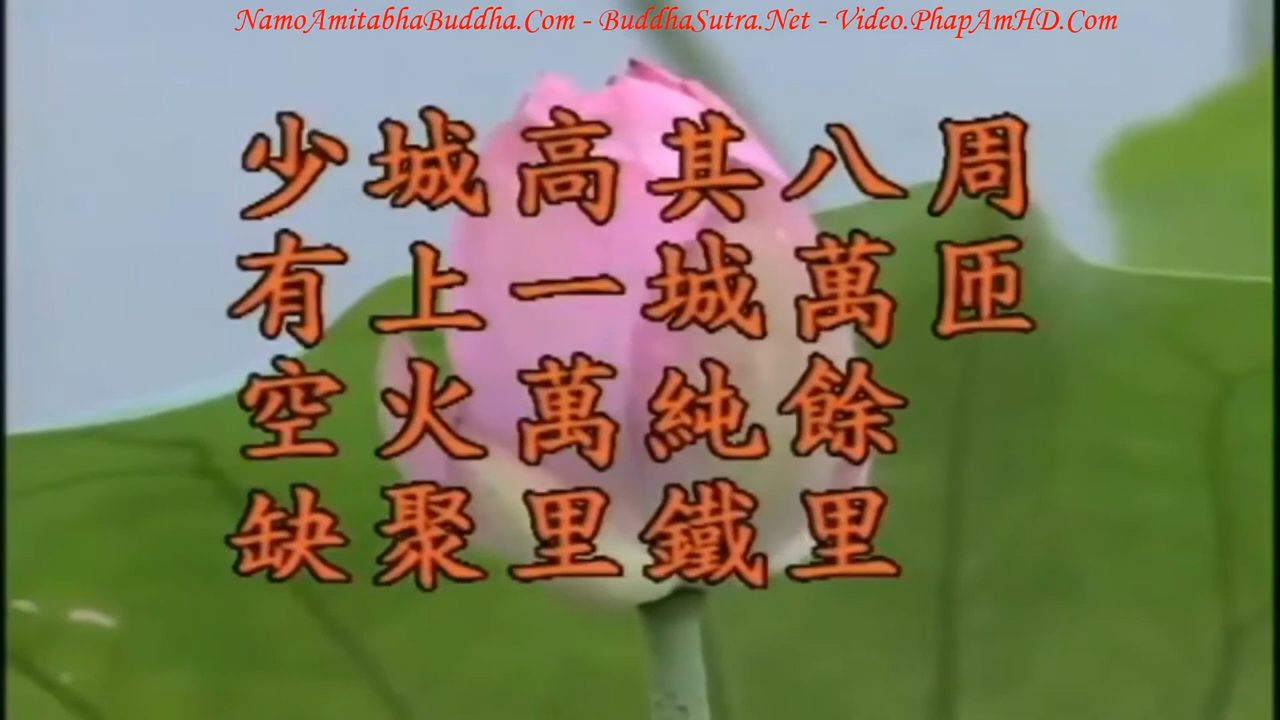 NamoAmitabhaBuddha.Com - BuddhaSutra.Net - Video.PhapAmHD.Com
周匝
八萬餘里
其城純鐵
高一萬里
城上火聚
少有空缺